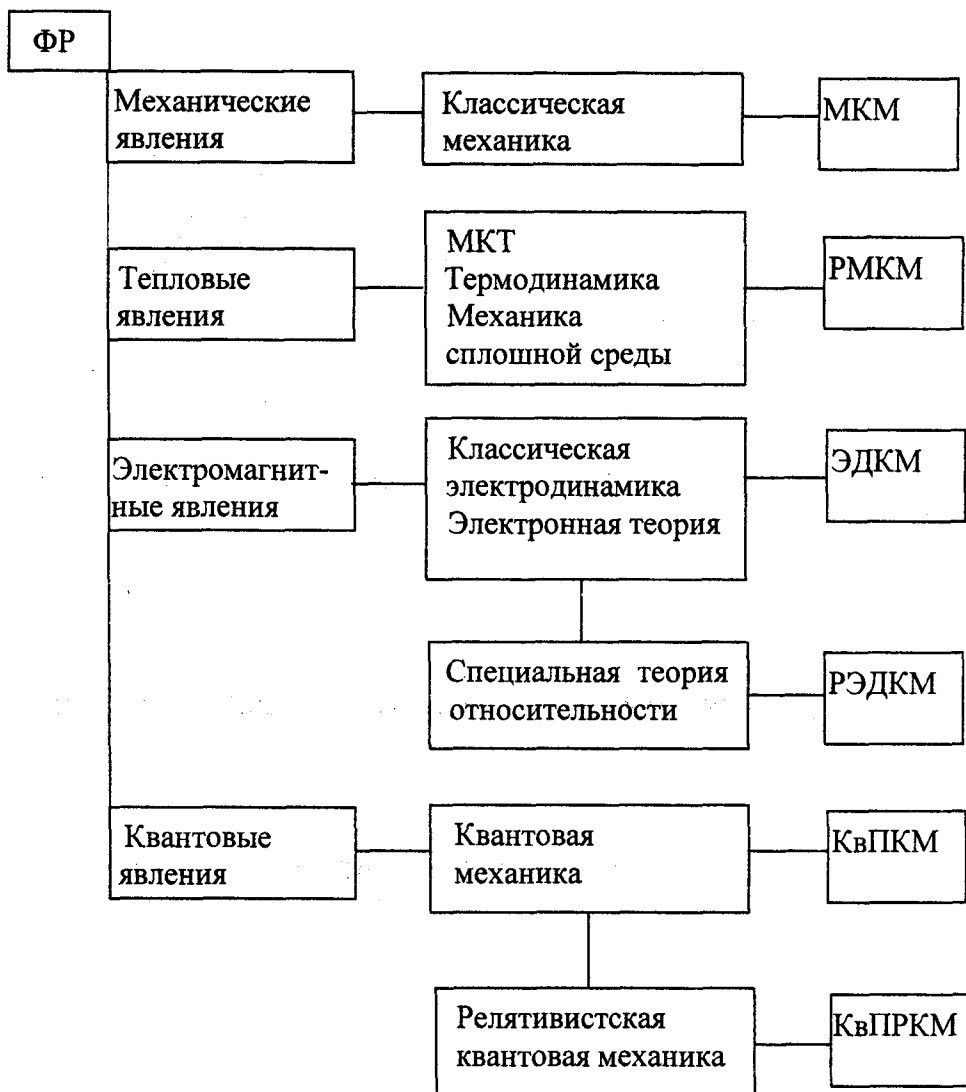 ФР
Механические
явления
Классическая
механика
МКМ
Тепловые
явления
МКТ
Термодинамика
Механика
сплошной среды
РМКМ
Электромагнит-
ные явления
Классическая
электродинамика
Электронная теория
ЭДКМ
Специальная теория
относительности
РЭДКМ
Квантовые
явления
Квантовая
механика
КвПКМ
Релятивистская
квантовая механика
КвПРКМ